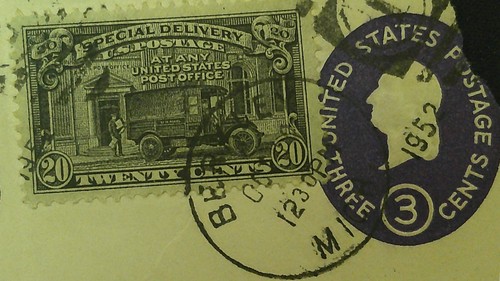 20 20
SPECIAL DELIVERY
U.S. POSTAGE
AT ANY
UNITED STATES
POST OFFICE
20 20
TWENTY CENTS
UNITED STATES POSTAGE
THREE 3 CENTS
1952
1230P
MI